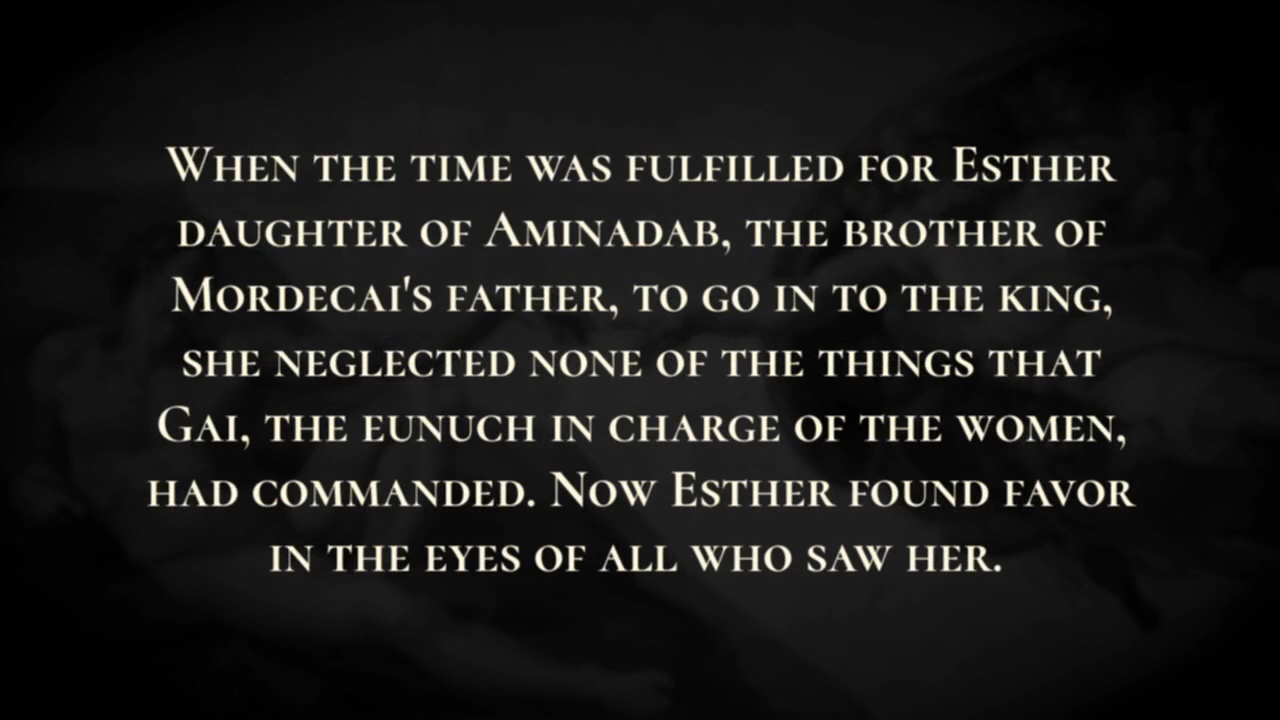 When the time was fulfilled for Esther
daughter of Aminadab, the brother of
Mordecai's father, to go in to the king,
she neglected none of the things that
Gai, the eunuch in charge of the women,
had commanded. Now Esther found favor
in the eyes of all who saw her.